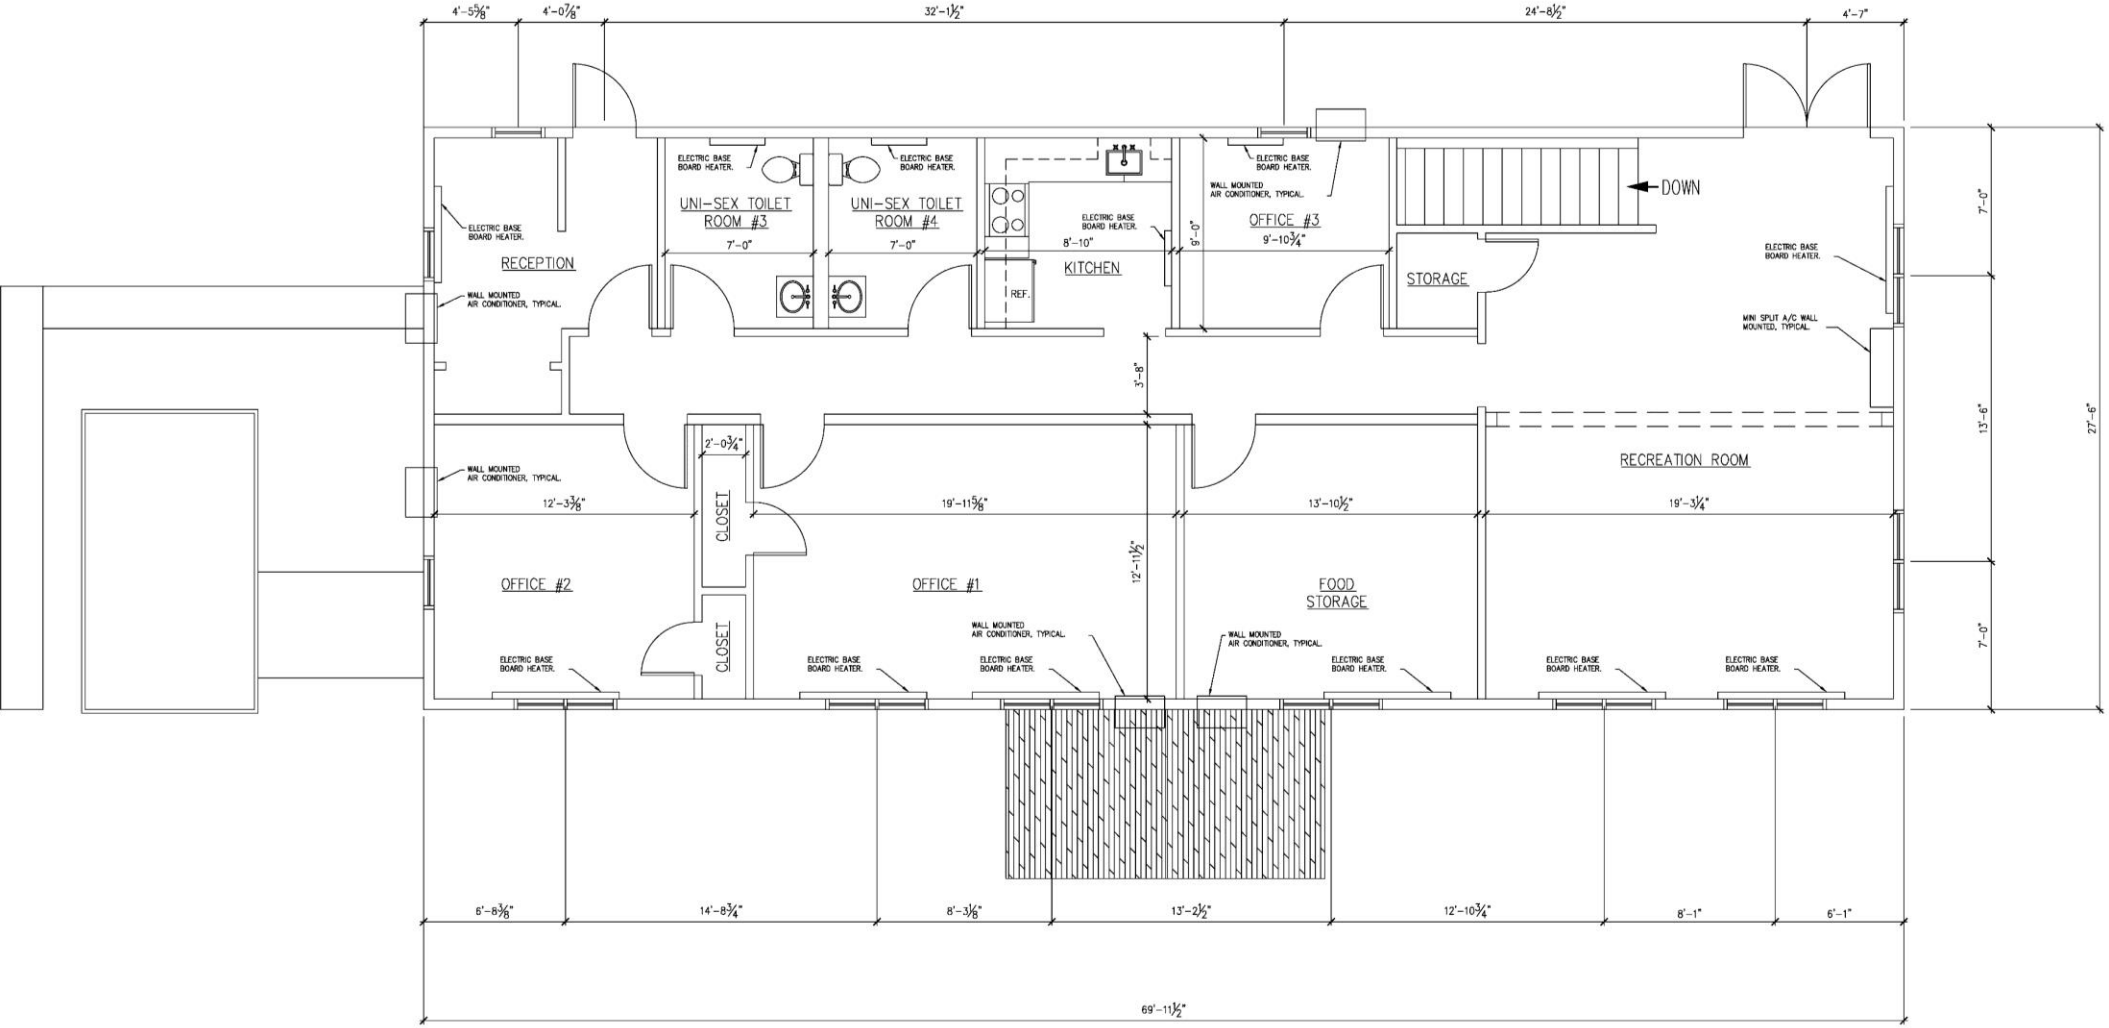 4'-5⅝"
4'-0⅞"
32'-1½"
24'-8½"
4'-7"
ELECTRIC BASE
BOARD HEATER.
ELECTRIC BASE
BOARD HEATER.
ELECTRIC BASE
BOARD HEATER.
WALL MOUNTED
AIR CONDITIONER, TYPICAL.
DOWN
UNI-SEX TOILET
ROOM #3
UNI-SEX TOILET
ROOM #4
ELECTRIC BASE
BOARD HEATER.
OFFICE #3
7'-0"
ELECTRIC BASE
BOARD HEATER.
7'-0"
7'-0"
8'-10"
9'-0"
9'-10¾"
ELECTRIC BASE
BOARD HEATER.
RECEPTION
KITCHEN
STORAGE
REF.
WALL MOUNTED
AIR CONDITIONER, TYPICAL.
MINI SPLIT A/C WALL
MOUNTED, TYPICAL.
3'-8"
13'-6"
27'-6"
2'-0¾"
RECREATION ROOM
WALL MOUNTED
AIR CONDITIONER, TYPICAL.
12'-3⅜"
CLOSET
19'-11⅝"
13'-10½"
19'-3¼"
12'-11½"
OFFICE #2
OFFICE #1
FOOD
STORAGE
CLOSET
WALL MOUNTED
AIR CONDITIONER, TYPICAL.
WALL MOUNTED
AIR CONDITIONER, TYPICAL.
7'-0"
ELECTRIC BASE
BOARD HEATER.
ELECTRIC BASE
BOARD HEATER.
ELECTRIC BASE
BOARD HEATER.
ELECTRIC BASE
BOARD HEATER.
ELECTRIC BASE
BOARD HEATER.
ELECTRIC BASE
BOARD HEATER.
6'-8⅜"
14'-8¾"
8'-3⅛"
13'-2½"
12'-10¾"
8'-1"
6'-1"
69'-11½"